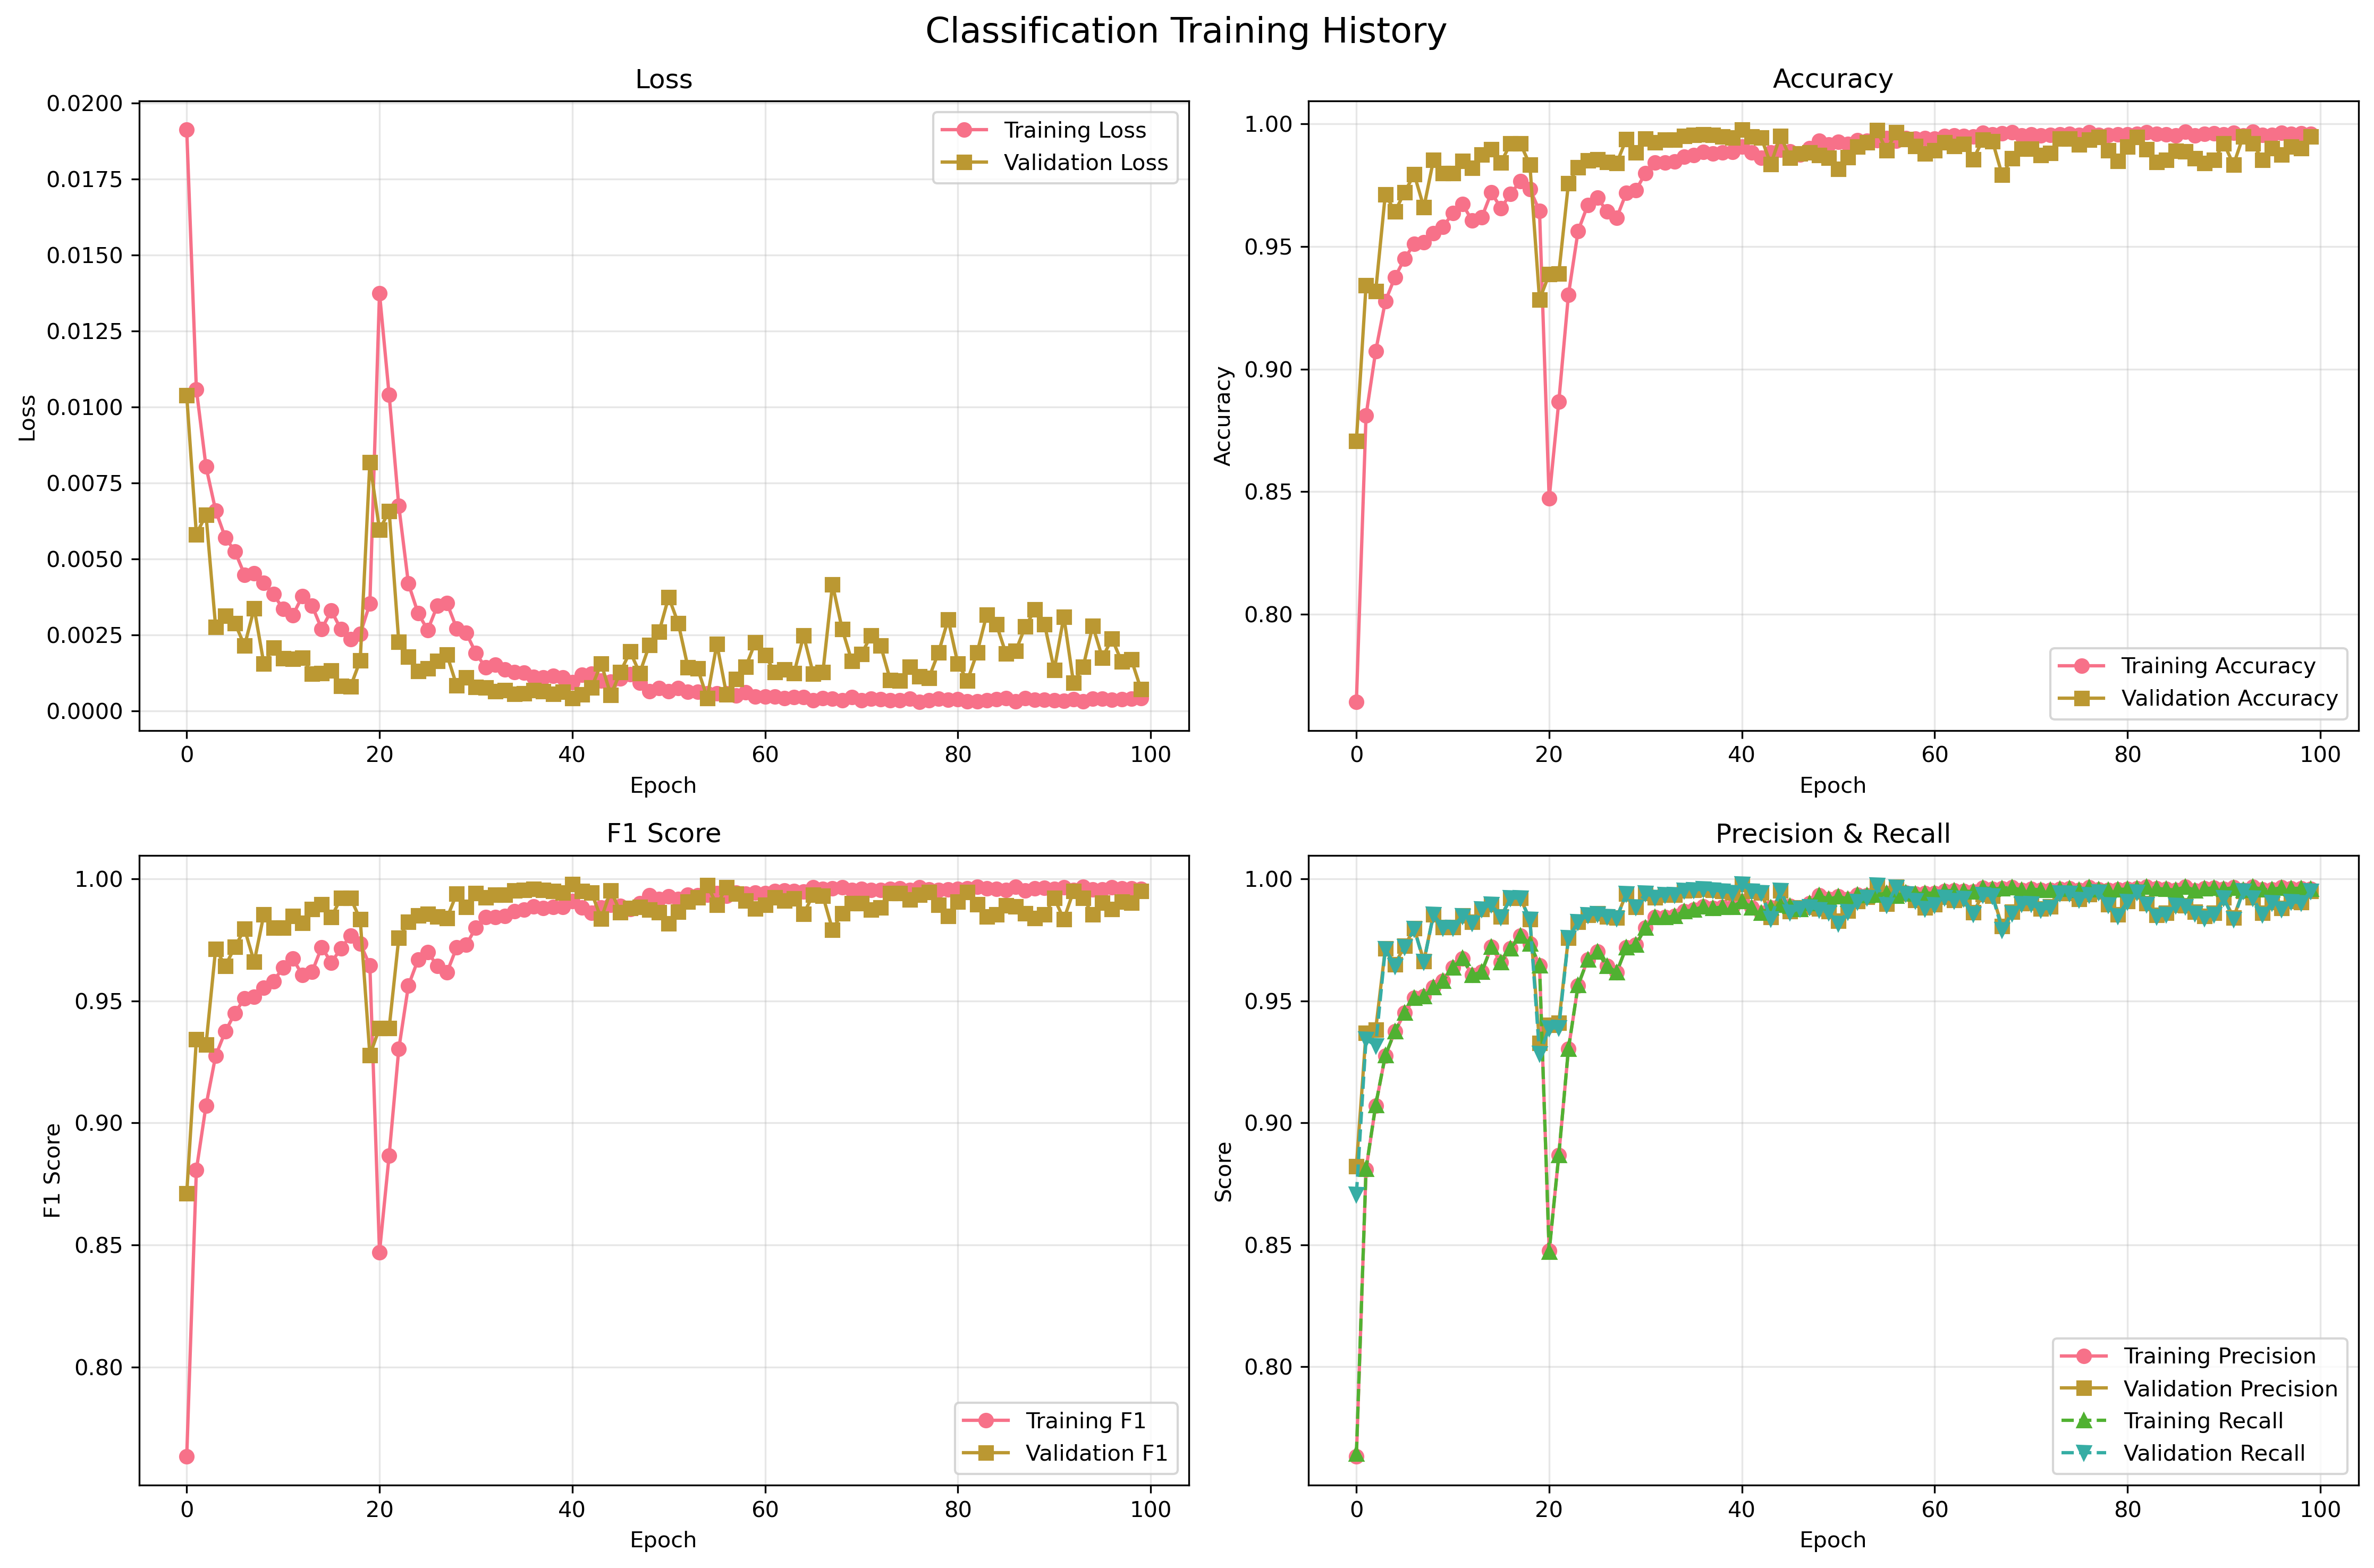 Classification Training History
Loss
0.0200
0.0175
0.0150
0.0125
0.0100
0.0075
0.0050
0.0025
0.0000
Loss
0 20 40 60 80 100
Epoch
Training Loss
Validation Loss
Accuracy
1.00
0.95
0.90
0.85
0.80
Accuracy
0 20 40 60 80 100
Epoch
Training Accuracy
Validation Accuracy
F1 Score
1.00
0.95
0.90
0.85
0.80
F1 Score
0 20 40 60 80 100
Epoch
Training F1
Validation F1
Precision & Recall
1.00
0.95
0.90
0.85
0.80
Score
0 20 40 60 80 100
Epoch
Training Precision
Validation Precision
Training Recall
Validation Recall